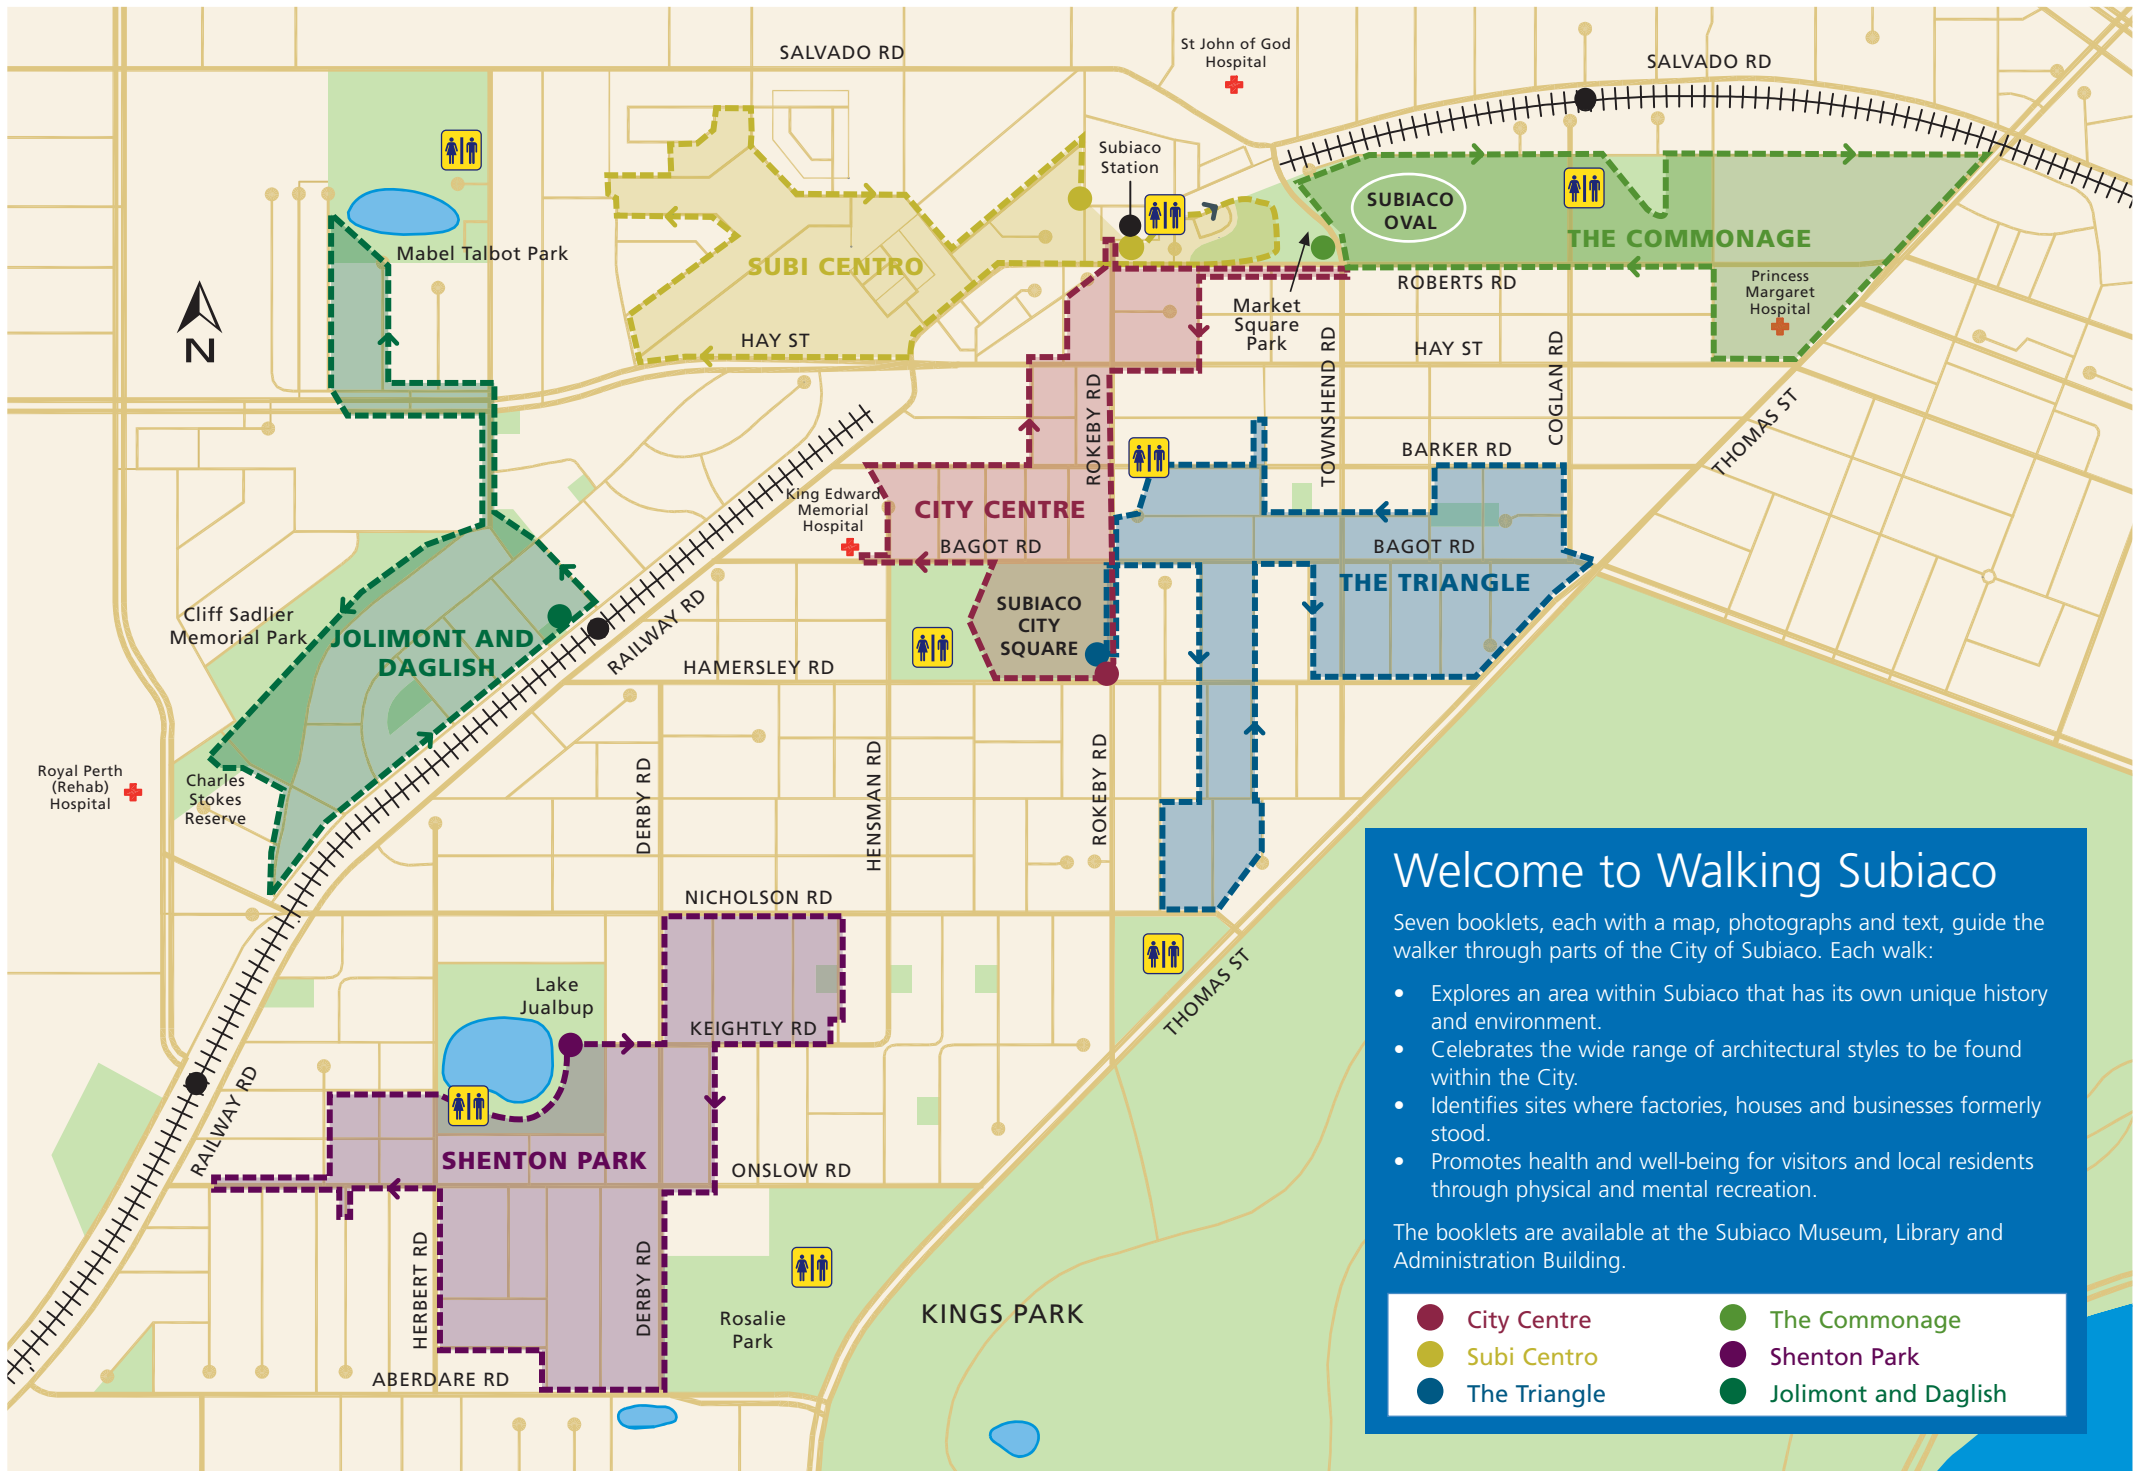 SALVADO RD
St John of God
Hospital
SALVADO RD
Subiaco
Station
SUBIACO
OVAL
THE COMMONAGE
Mabel Talbot Park
SUBI CENTRO
ROBERTS RD
Princess
Margaret
Hospital
Market
Square
Park
N
HAY ST
HAY ST
ROKEBY RD
TOWNSHEND RD
COGLAN RD
THOMAS ST
BARKER RD
King Edward
Memorial
Hospital
CITY CENTRE
BAGOT RD
BAGOT RD
THE TRIANGLE
SUBIACO
CITY
SQUARE
Cliff Sadlier
Memorial Park
JOLIMONT AND
DAGLISH
RAILWAY RD
HAMERSLEY RD
Royal Perth
(Rehab)
Hospital
Charles
Stokes
Reserve
DERBY RD
HENSMAN RD
ROKEBY RD
NICHOLSON RD
Lake
Jualbup
KEIGHTLY RD
THOMAS ST
RAILWAY RD
SHENTON PARK
ONSLOW RD
HERBERT RD
DERBY RD
Rosalie
Park
KINGS PARK
ABERDARE RD
Welcome to Walking Subiaco
Seven booklets, each with a map, photographs and text, guide the
walker through parts of the City of Subiaco. Each walk:
• Explores an area within Subiaco that has its own unique history
and environment.
• Celebrates the wide range of architectural styles to be found
within the City.
• Identifies sites where factories, houses and businesses formerly
stood.
• Promotes health and well-being for visitors and local residents
through physical and mental recreation.
The booklets are available at the Subiaco Museum, Library and
Administration Building.
City Centre
The Commonage
Subi Centro
Shenton Park
The Triangle
Jolimont and Daglish